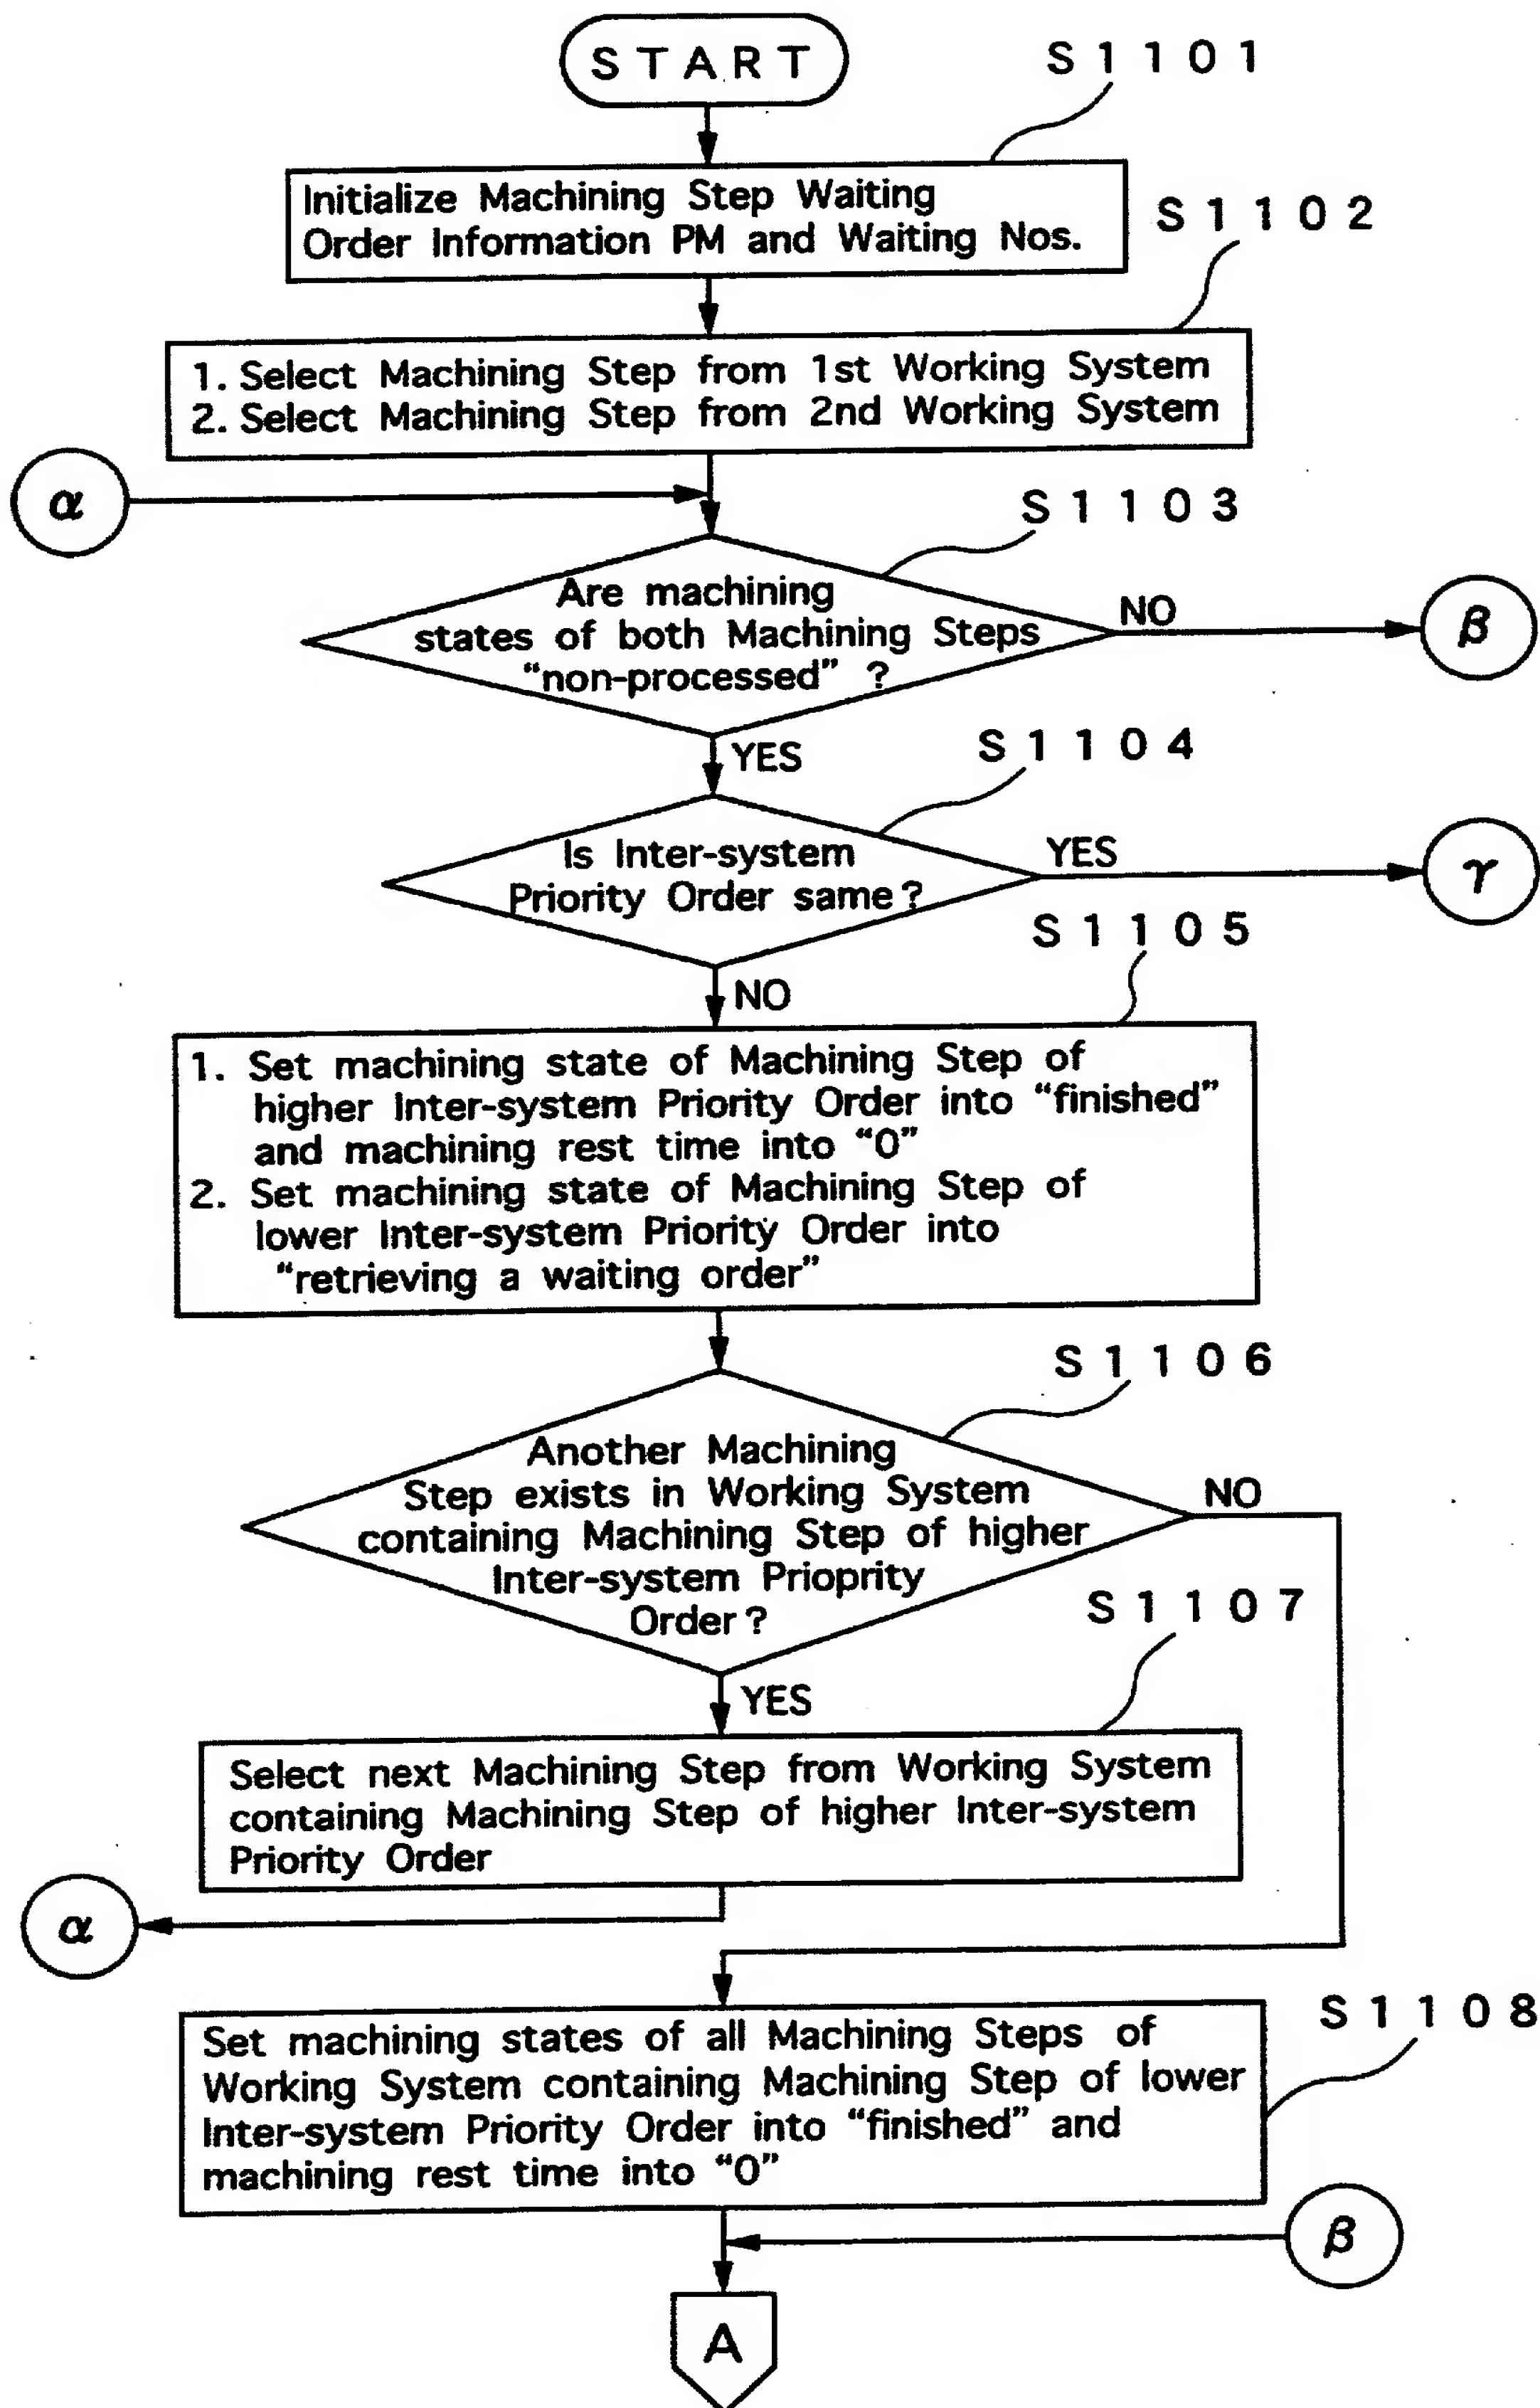 START
S1101
Initialize Machining Step Waiting
Order Information PM and Waiting Nos.
S1102
1. Select Machining Step from 1st Working System
2. Select Machining Step from 2nd Working System
α
S1103
Are machining
states of both Machining Steps
“non-processed” ?
NO
β
YES
S1104
Is Inter-system
Priority Order same?
YES
γ
S1105
NO
1. Set machining state of Machining Step of
higher Inter-system Priority Order into “finished”
and machining rest time into “0”
2. Set machining state of Machining Step of
lower Inter-system Priority Order into
“retrieving a waiting order”
S1106
Another Machining
Step exists in Working System
containing Machining Step of higher
Inter-system Prioprity
Order?
NO
S1107
YES
Select next Machining Step from Working System
containing Machining Step of higher Inter-system
Priority Order
α
S1108
Set machining states of all Machining Steps of
Working System containing Machining Step of lower
Inter-system Priority Order into “finished” and
machining rest time into “0”
β
A